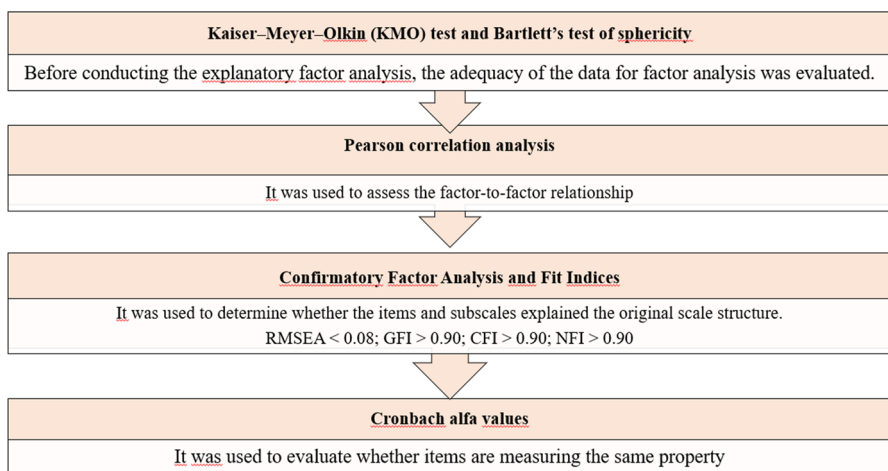 Kaiser–Meyer–Olkin (KMO) test and Bartlett's test of sphericity
Before conducting the explanatory factor analysis, the adequacy of the data for factor analysis was evaluated.
Pearson correlation analysis
It was used to assess the factor-to-factor relationship
Confirmatory Factor Analysis and Fit Indices
It was used to determine whether the items and subscales explained the original scale structure.
RMSEA < 0.08; GFI > 0.90; CFI > 0.90; NFI > 0.90
Cronbach alfa values
It was used to evaluate whether items are measuring the same property